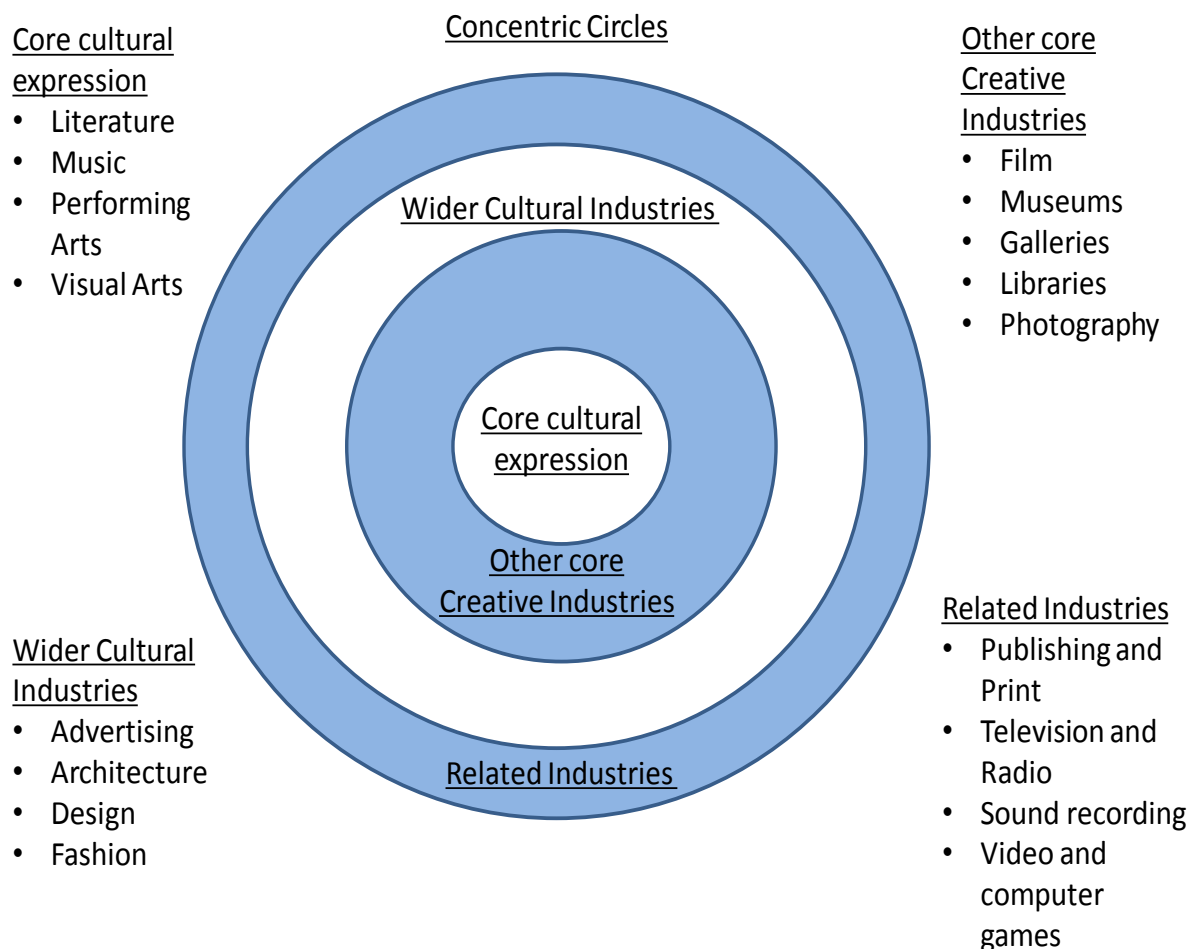 Concentric Circles
Core cultural
expression
• Literature
• Music
• Performing
Arts
• Visual Arts
Other core
Creative
Industries
• Film
• Museums
• Galleries
• Libraries
• Photography
Wider Cultural Industries
Core cultural
expression
Other core
Creative Industries
Related Industries
Wider Cultural
Industries
• Advertising
• Architecture
• Design
• Fashion
Related Industries
• Publishing and
Print
• Television and
Radio
• Sound recording
• Video and
computer
games